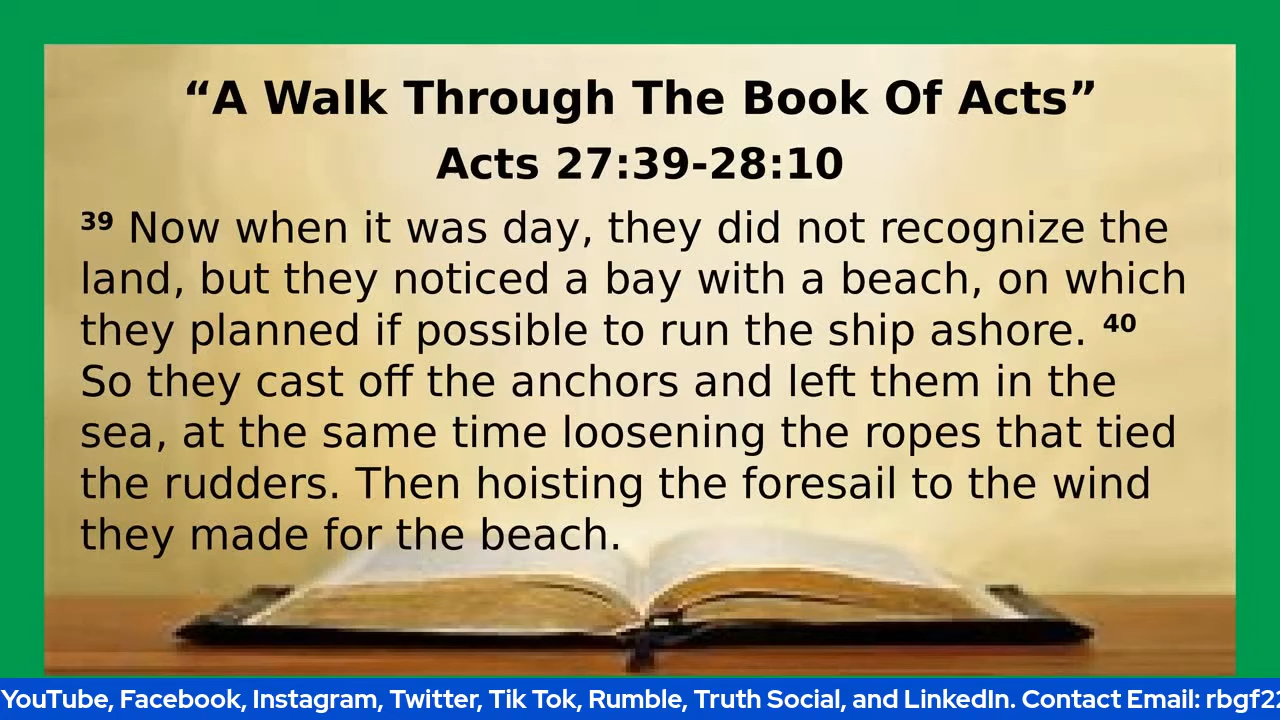 “A Walk Through The Book Of Acts”
Acts 27:39-28:10
39 Now when it was day, they did not recognize the
land, but they noticed a bay with a beach, on which
they planned if possible to run the ship ashore. 40
So they cast off the anchors and left them in the
sea, at the same time loosening the ropes that tied
the rudders. Then hoisting the foresail to the wind
they made for the beach.
YouTube, Facebook, Instagram, Twitter, Tik Tok, Rumble, Truth Social, and LinkedIn. Contact Email: